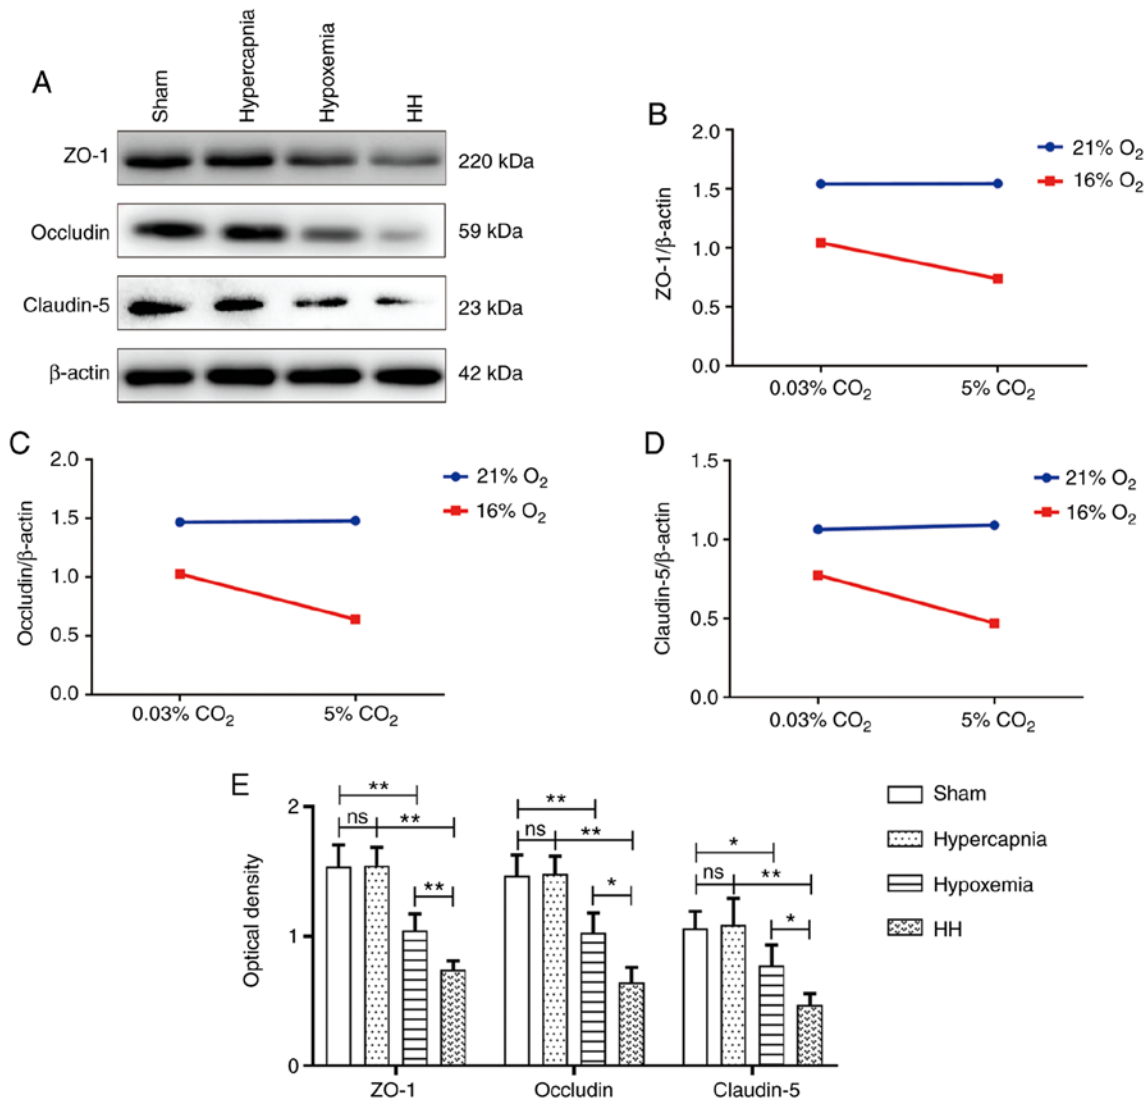 A
Sham
Hypercapnia
Hypoxemia
HH
ZO-1
220 kDa
Occludin
59 kDa
Claudin-5
23 kDa
β-actin
42 kDa
B
2.0
1.5
1.0
0.5
0.0
ZO-1/β-actin
0.03% CO₂
5% CO₂
21% O₂
16% O₂
C
2.0
1.5
1.0
0.5
0.0
Occludin/β-actin
0.03% CO₂
5% CO₂
21% O₂
16% O₂
D
1.5
1.0
0.5
0.0
Claudin-5/β-actin
0.03% CO₂
5% CO₂
21% O₂
16% O₂
E
2
1
0
Optical density
**
ns
**
**
**
ns
**
*
*
ns
**
*
ZO-1
Occludin
Claudin-5
Sham
Hypercapnia
Hypoxemia
HH